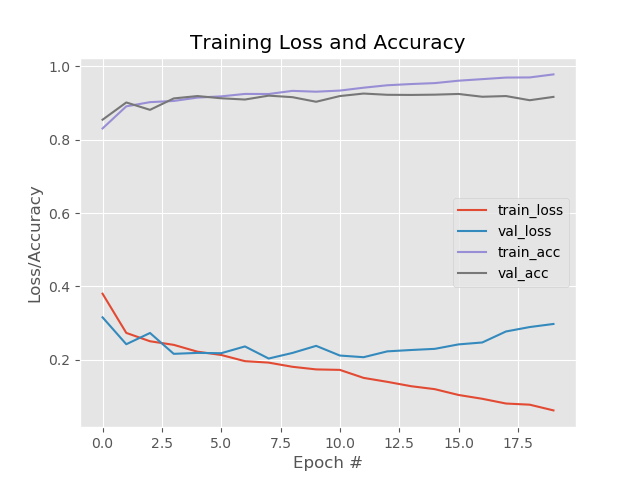 Training Loss and Accuracy
Loss/Accuracy
1.0
0.8
0.6
0.4
0.2
train_loss
val_loss
train_acc
val_acc
0.0 2.5 5.0 7.5 10.0 12.5 15.0 17.5
Epoch #